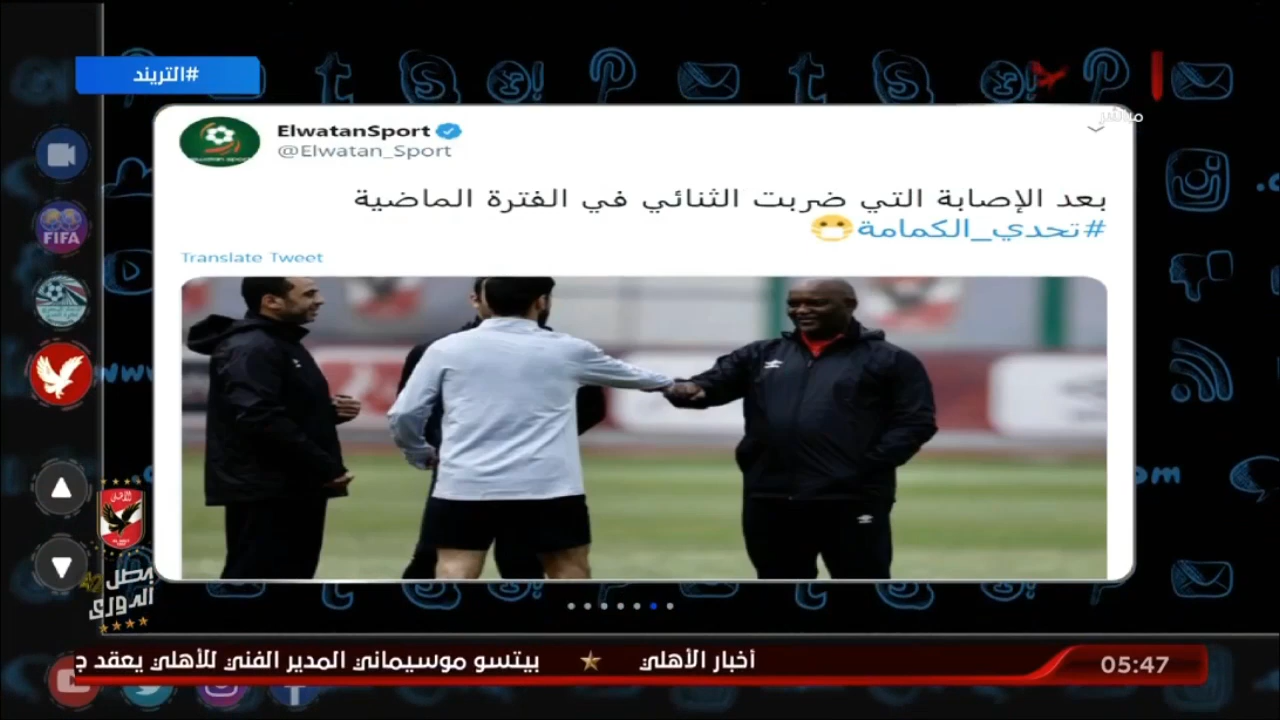 #التريند
مباشر
ElwatanSport
@Elwatan_Sport
بعد الإصابة التي ضربت الثنائي في الفترة الماضية
#تحدي_الكمامة😷
Translate Tweet
FIFA
بطل
الدوري
أخبار الأهلي ★ بيتسو موسيماني المدير الفني للأهلي يعقد ج
05:47